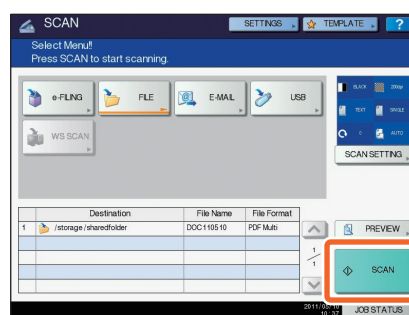 SCAN SETTINGS TEMPLATE ?
Select Menu!!
Press SCAN to start scanning.
e-FILING FILE E-MAIL USB
BLACK 200dpi
TEXT SINGLE
0 AUTO
WS SCAN
SCAN SETTING
Destination File Name File Format
1 /storage/sharedfolder DOC110510 PDF Multi
PREVIEW
1
1
SCAN
JOB STATUS